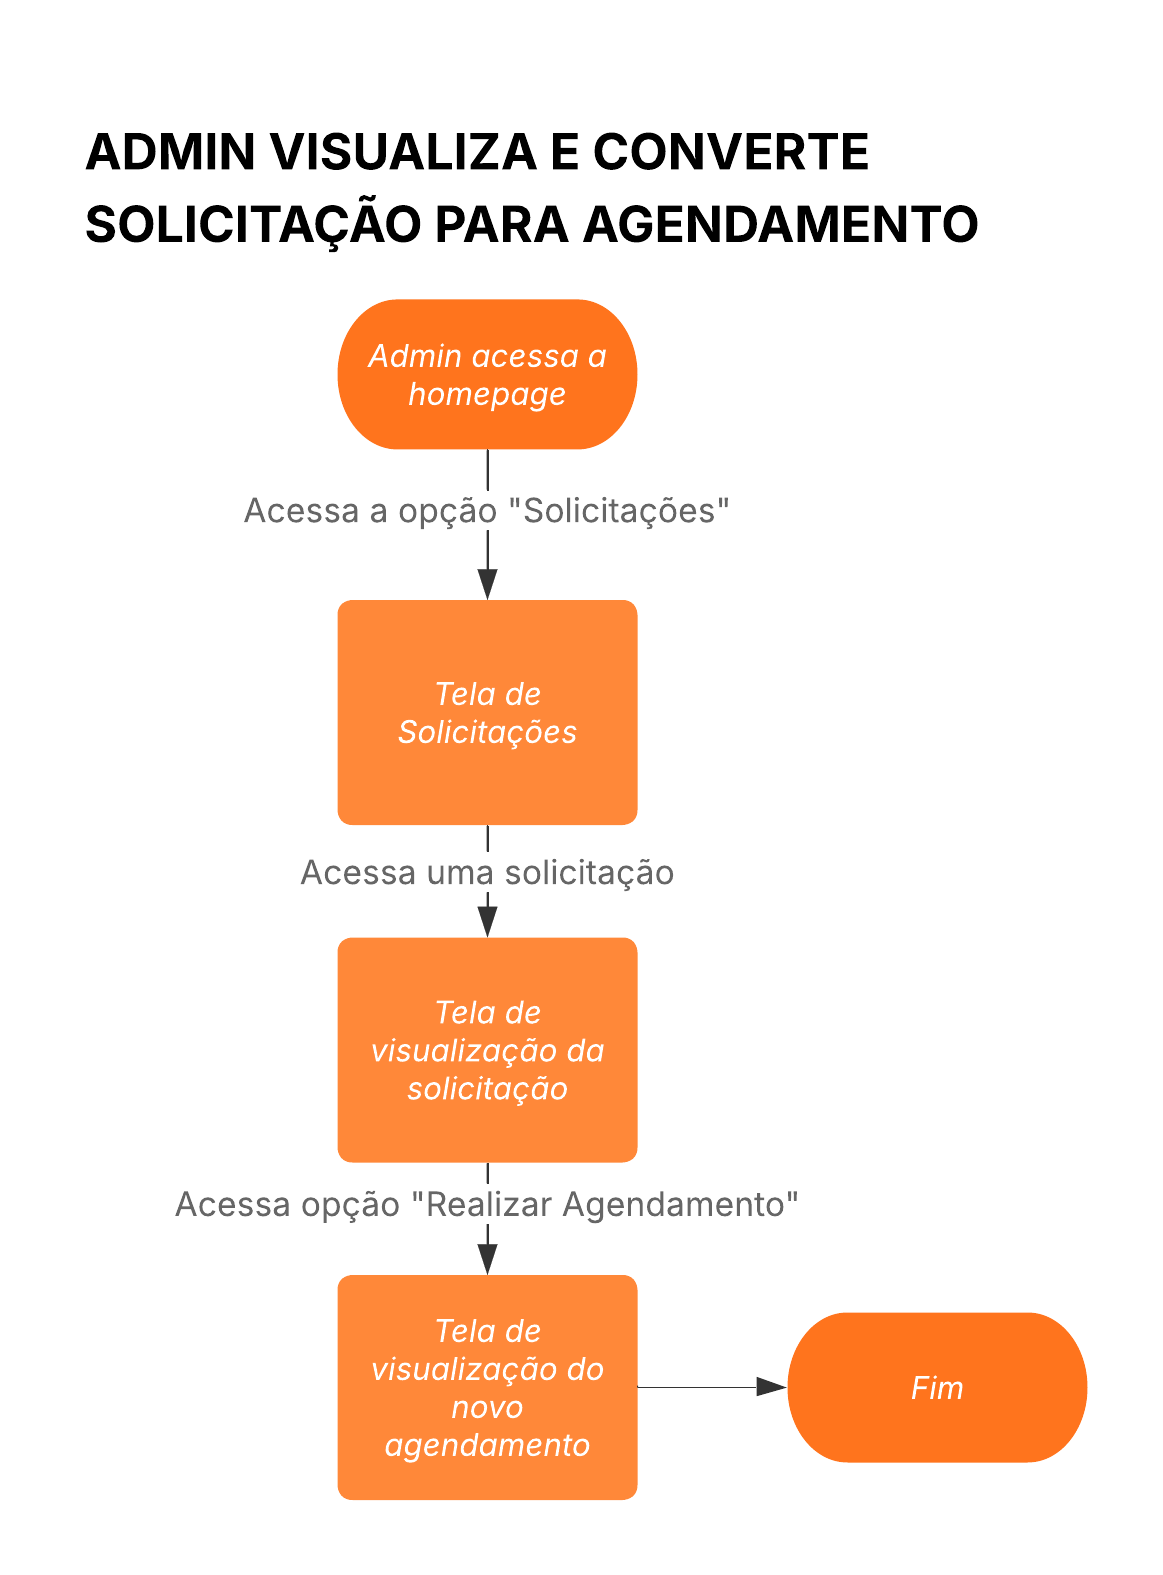 ADMIN VISUALIZA E CONVERTE
SOLICITAÇÃO PARA AGENDAMENTO
Admin acessa a
homepage
Acessa a opção "Solicitações"
Tela de
Solicitações
Acessa uma solicitação
Tela de
visualização da
solicitação
Acessa opção "Realizar Agendamento"
Tela de
visualização do
novo
agendamento
Fim